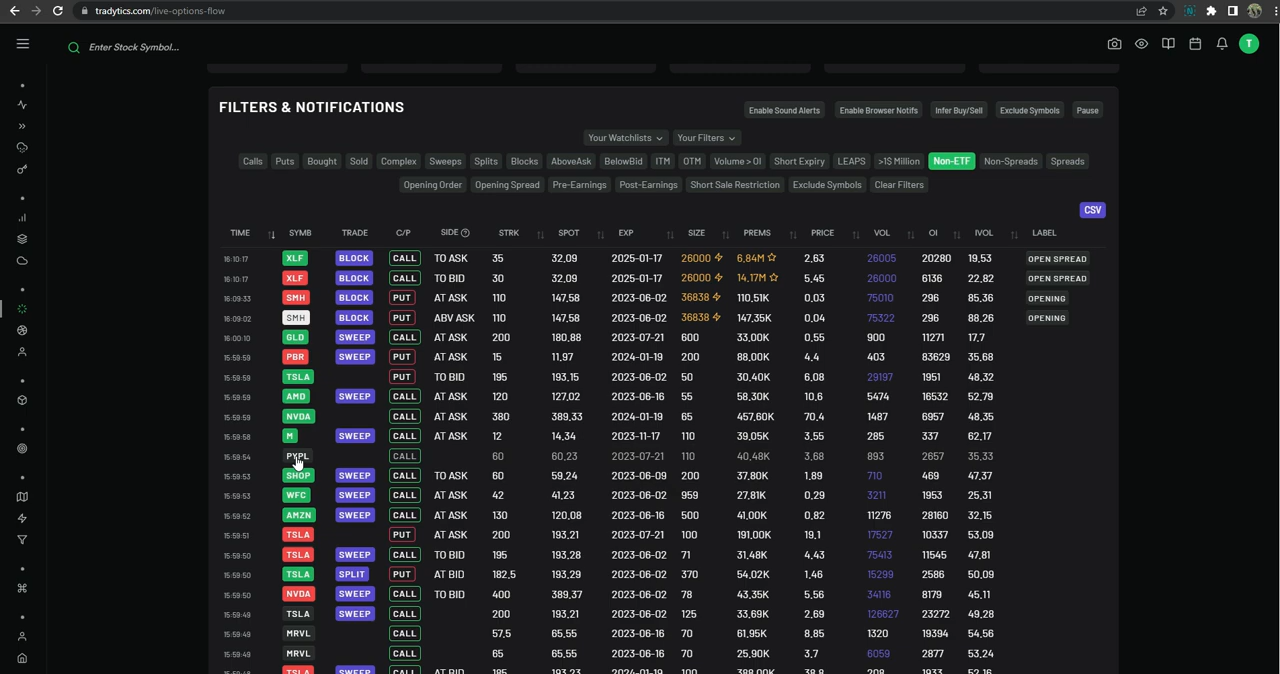 tradytics.com/live-options-flow
Enter Stock Symbol...
T
FILTERS & NOTIFICATIONS
Enable Sound Alerts Enable Browser Notifs Infer Buy/Sell Exclude Symbols Pause
Your Watchlists Your Filters
Calls Puts Bought Sold Complex Sweeps Splits Blocks AboveAsk BelowBid ITM OTM Volume > OI Short Expiry LEAPS >1$ Million Non-ETF Non-Spreads Spreads
Opening Order Opening Spread Pre-Earnings Post-Earnings Short Sale Restriction Exclude Symbols Clear Filters
CSV
TIME SYMB TRADE C/P SIDE STRK SPOT EXP SIZE PREMS PRICE VOL OI IVOL LABEL
16:10:17 XLF BLOCK CALL TO ASK 35 32,09 2025-01-17 26000 6,84M 2,63 26005 20280 19,53 OPEN SPREAD
16:10:17 XLF BLOCK CALL TO BID 30 32,09 2025-01-17 26000 14,17M 5,45 26000 6136 22,82 OPEN SPREAD
16:09:33 SMH BLOCK PUT AT ASK 110 147,58 2023-06-02 36838 110,51K 0,03 75010 296 85,36 OPENING
16:09:02 SMH BLOCK PUT ABV ASK 110 147,58 2023-06-02 36838 147,35K 0,04 75322 296 88,26 OPENING
16:00:10 GLD SWEEP CALL AT ASK 200 180,88 2023-07-21 600 33,00K 0,55 900 11271 17,7
15:59:59 PBR SWEEP PUT AT ASK 15 11,97 2024-01-19 200 88,00K 4,4 403 83629 35,68
15:59:59 TSLA PUT TO BID 195 193,15 2023-06-02 50 30,40K 6,08 29197 1951 48,32
15:59:59 AMD SWEEP CALL AT ASK 120 127,02 2023-06-16 55 58,30K 10,6 5474 16532 52,79
15:59:59 NVDA CALL AT ASK 380 389,33 2024-01-19 65 457,60K 70,4 1487 6957 48,35
15:59:58 M SWEEP CALL AT ASK 12 14,34 2023-11-17 110 39,05K 3,55 285 337 62,17
15:59:54 PYPL CALL 60 60,23 2023-07-21 110 40,48K 3,68 893 2657 35,33
15:59:53 SHOP SWEEP CALL TO ASK 60 59,24 2023-06-09 200 37,80K 1,89 710 469 47,37
15:59:53 WFC SWEEP CALL AT ASK 42 41,23 2023-06-02 959 27,81K 0,29 3211 1953 25,31
15:59:52 AMZN SWEEP CALL AT ASK 130 120,08 2023-06-16 500 41,00K 0,82 11276 28160 32,15
15:59:51 TSLA PUT AT ASK 200 193,21 2023-07-21 100 191,00K 19,1 17527 10337 53,09
15:59:50 TSLA SWEEP CALL TO BID 195 193,28 2023-06-02 71 31,48K 4,43 75413 11545 47,81
15:59:50 TSLA SPLIT PUT AT BID 182,5 193,29 2023-06-02 370 54,02K 1,46 15299 2586 50,09
15:59:50 NVDA SWEEP CALL TO BID 400 389,37 2023-06-02 78 43,35K 5,56 34116 8179 45,11
15:59:49 TSLA SWEEP CALL 200 193,21 2023-06-02 125 33,69K 2,69 126627 23272 49,28
15:59:49 MRVL CALL 57,5 65,55 2023-06-16 70 61,95K 8,85 1320 19394 54,56
15:59:49 MRVL CALL 65 65,55 2023-06-16 70 25,90K 3,7 6059 2877 53,24
15:59:48 TSLA SWEEP CALL AT BID 185 193,23 2024-01-19 100 388,00K 38,8 208 1933 52,16